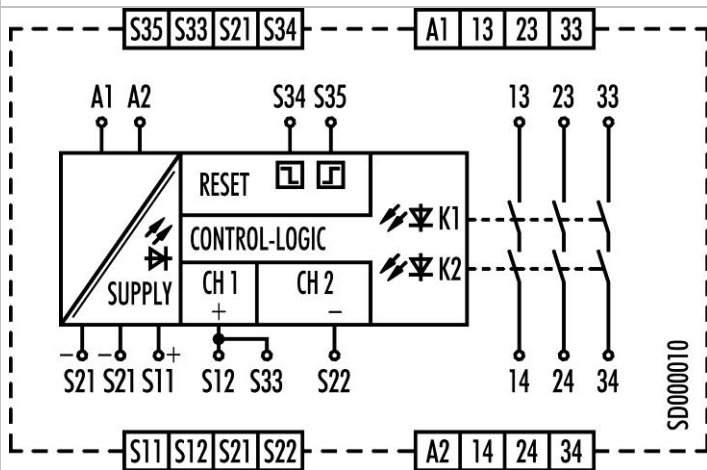 S35 S33 S21 S34 A1 13 23 33
A1 A2 S34 S35 13 23 33
RESET
K1
CONTROL-LOGIC
K2
SUPPLY CH 1 CH 2
+ −
− − +
S21 S21 S11 S12 S33 S22 14 24 34
SD000010
S11 S12 S21 S22 A2 14 24 34